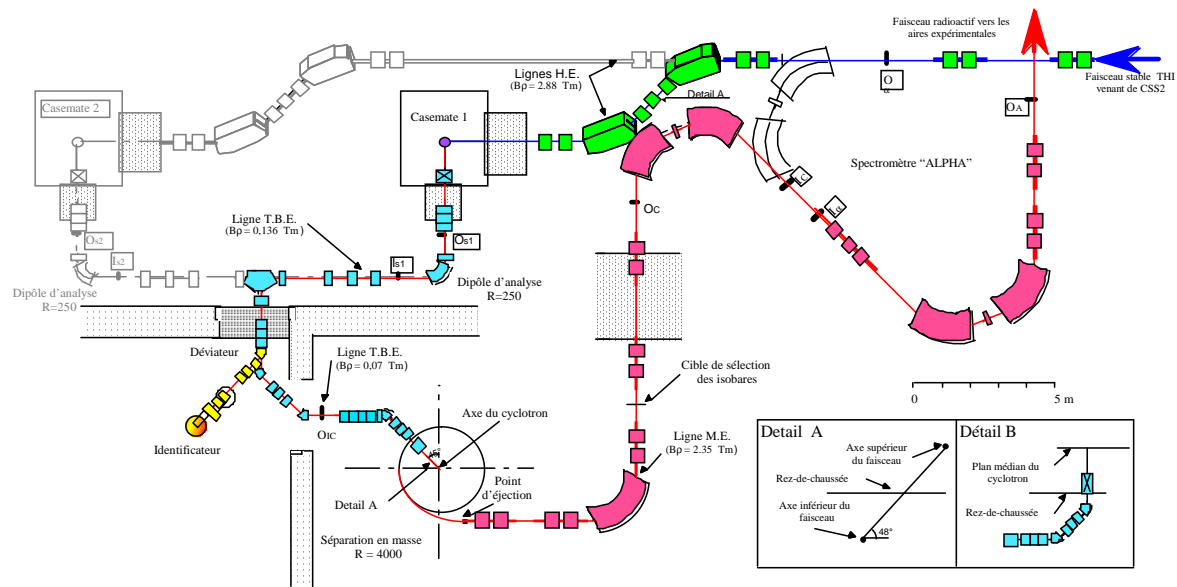 Faisceau radioactif vers les
aires expérimentales
Lignes H.E.
(Bρ = 2.88 Tm)
Faisceau stable THI
venant de CSS2
O
α
Detail A
OA
Casemate 2
Casemate 1
Spectromètre “ALPHA”
IC
Iα
OC
Ligne T.B.E.
(Bρ = 0,136 Tm)
Os2
Os1
Is2
Is1
Dipôle d'analyse
R=250
Dipôle d'analyse
R=250
Déviateur
Ligne T.B.E.
(Bρ = 0,07 Tm)
Cible de sélection
des isobares
0
5 m
Axe du cyclotron
OIC
Identificateur
45°
Ligne M.E.
(Bρ = 2.35 Tm)
Point
d'éjection
Detail A
Séparation en masse
R = 4000
Detail A
Axe supérieur du
faisceau
Rez-de-chaussée
Axe inférieur du
faisceau
48°
Détail B
Plan médian du
cyclotron
Rez-de-chaussée